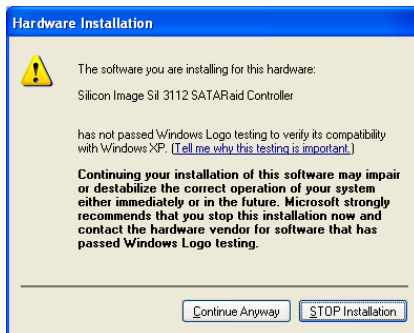 Hardware Installation
The software you are installing for this hardware:
Silicon Image SiI 3112 SATARaid Controller
has not passed Windows Logo testing to verify its compatibility
with Windows XP. (Tell me why this testing is important.)
Continuing your installation of this software may impair
or destabilize the correct operation of your system
either immediately or in the future. Microsoft strongly
recommends that you stop this installation now and
contact the hardware vendor for software that has
passed Windows Logo testing.
Continue Anyway
STOP Installation